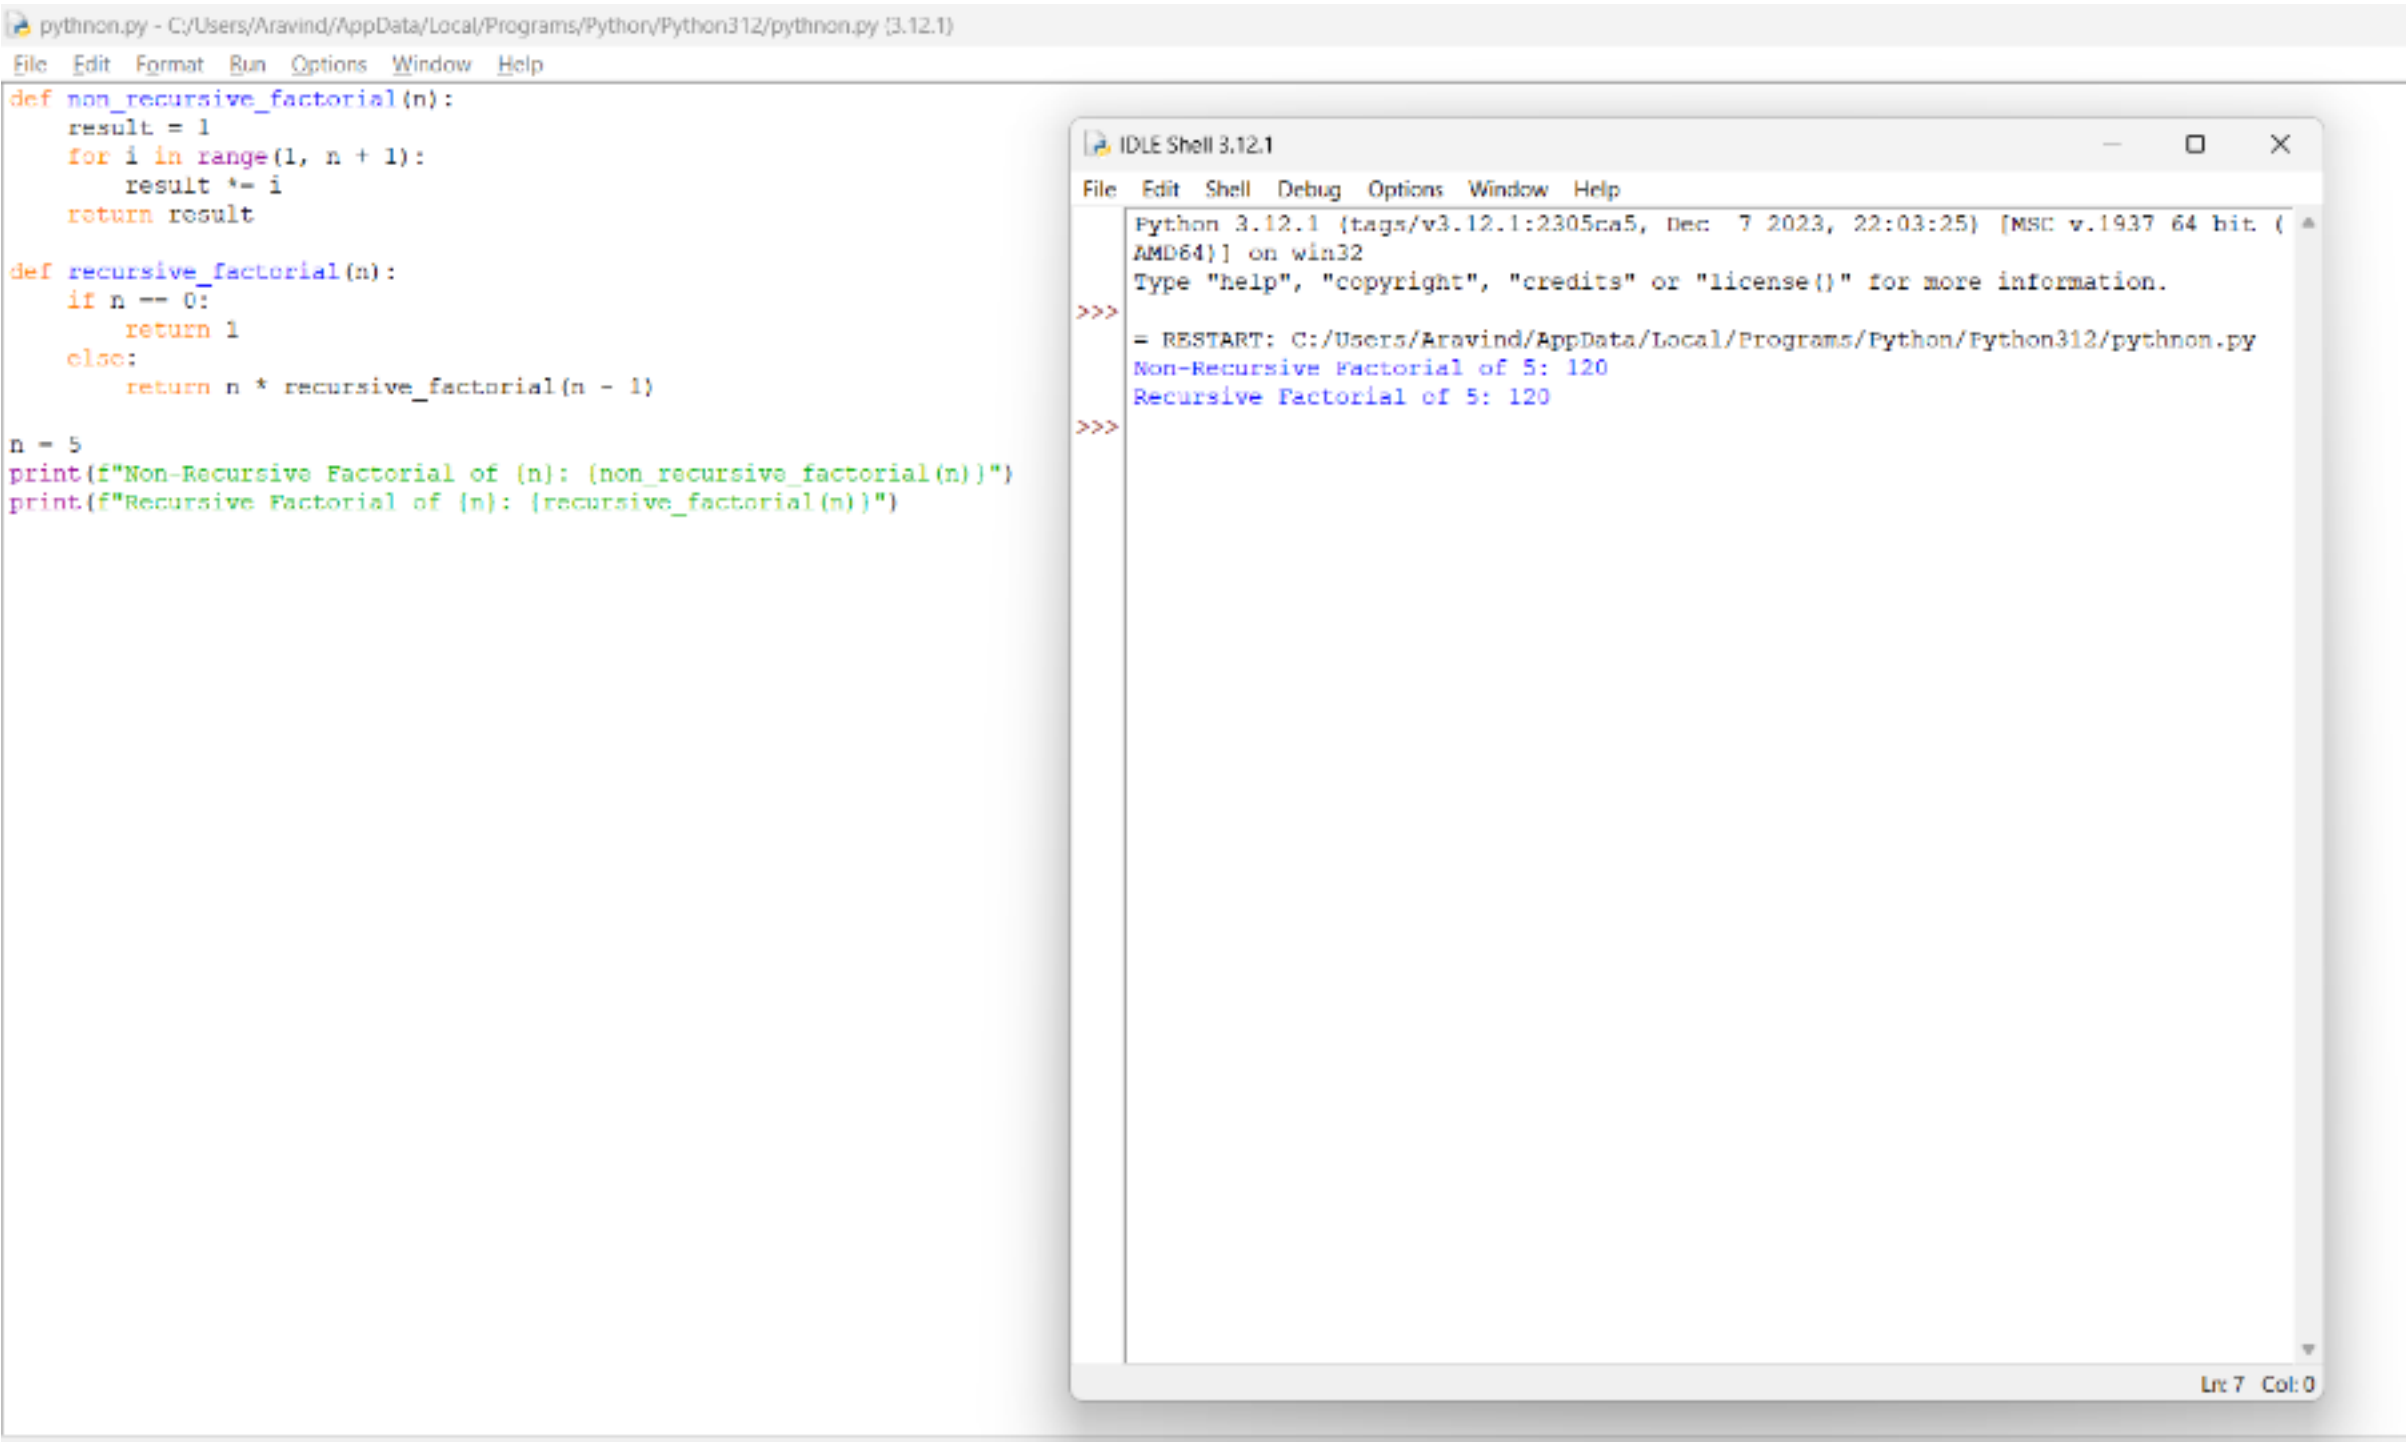 pythnon.py - C:/Users/Aravind/AppData/Local/Programs/Python/Python312/pythnon.py (3.12.1)
File Edit Format Run Options Window Help
def non_recursive_factorial(n):
    result = 1
    for i in range(1, n + 1):
        result *= i
    return result

def recursive_factorial(n):
    if n == 0:
        return 1
    else:
        return n * recursive_factorial(n - 1)

n = 5
print(f"Non-Recursive Factorial of {n}: {non_recursive_factorial(n)}")
print(f"Recursive Factorial of {n}: {recursive_factorial(n)}")
IDLE Shell 3.12.1
File Edit Shell Debug Options Window Help
Python 3.12.1 (tags/v3.12.1:2305ca5, Dec  7 2023, 22:03:25) [MSC v.1937 64 bit (
AMD64)] on win32
Type "help", "copyright", "credits" or "license()" for more information.
>>>
= RESTART: C:/Users/Aravind/AppData/Local/Programs/Python/Python312/pythnon.py
Non-Recursive Factorial of 5: 120
Recursive Factorial of 5: 120
>>>
Ln: 7 Col: 0